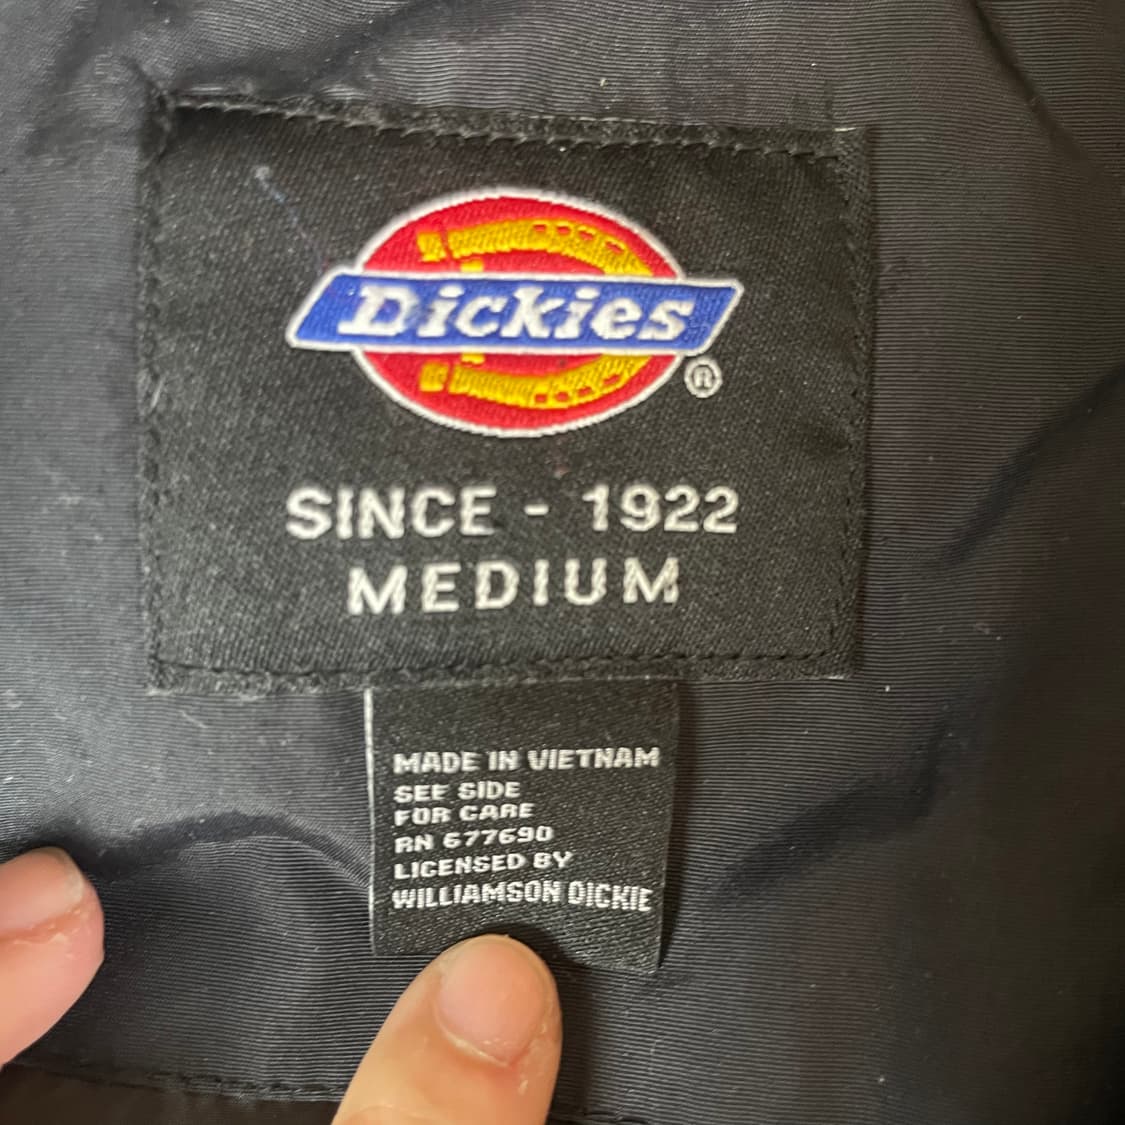 Dickies
®
SINCE - 1922
MEDIUM
MADE IN VIETNAM
SEE SIDE
FOR CARE
RN 677690
LICENSED BY
WILLIAMSON DICKIE